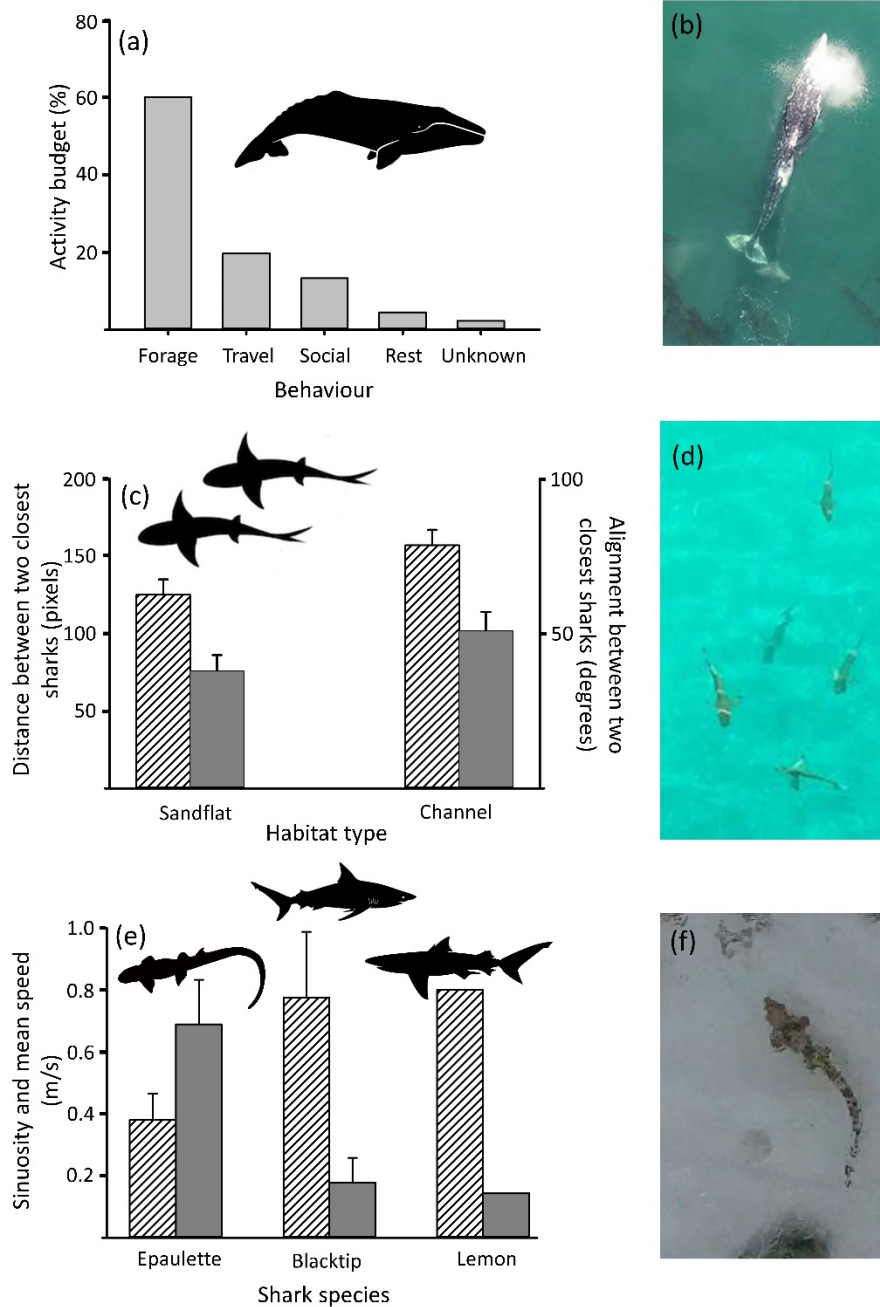 (a)
80
60
40
20
Activity budget (%)
Forage Travel Social Rest Unknown
Behaviour
(b)
(c)
200
150
100
50
Distance between two closest
sharks (pixels)
100
50
Alignment between two
closest sharks (degrees)
Sandflat Channel
Habitat type
(d)
(e)
1.0
0.8
0.6
0.4
0.2
Sinuosity and mean speed
(m/s)
Epaulette Blacktip Lemon
Shark species
(f)